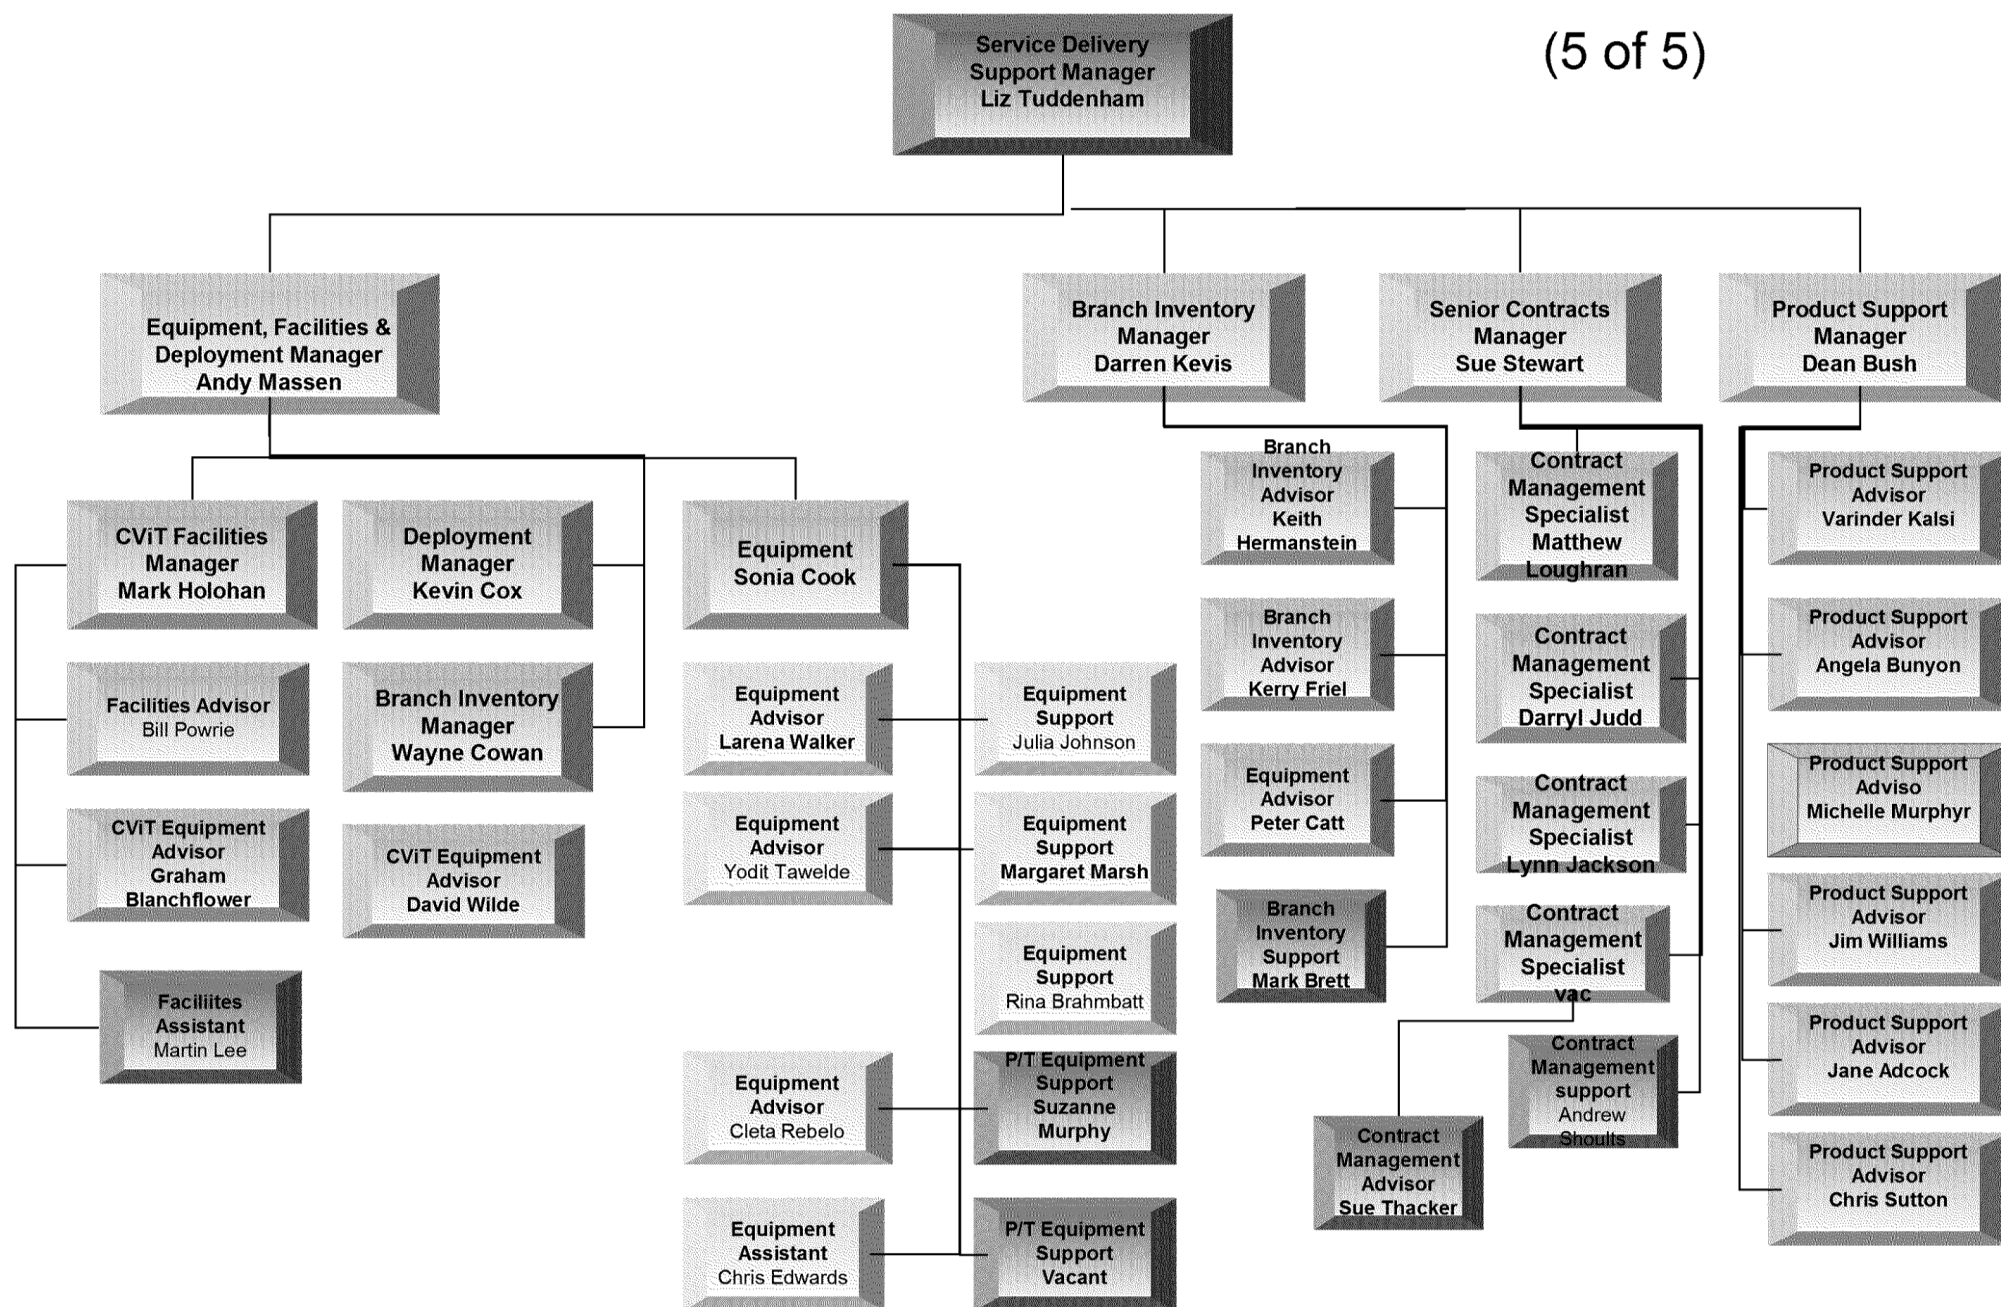 (5 of 5)
Service Delivery
Support Manager
Liz Tuddenham
Equipment, Facilities &
Deployment Manager
Andy Massen
Branch Inventory
Manager
Darren Kevis
Senior Contracts
Manager
Sue Stewart
Product Support
Manager
Dean Bush
CViT Facilities
Manager
Mark Holohan
Deployment
Manager
Kevin Cox
Equipment
Sonia Cook
Facilities Advisor
Bill Powrie
Branch Inventory
Manager
Wayne Cowan
CViT Equipment
Advisor
Graham
Blanchflower
CViT Equipment
Advisor
David Wilde
Faciliites
Assistant
Martin Lee
Equipment
Advisor
Larena Walker
Equipment
Support
Julia Johnson
Equipment
Advisor
Yodit Tawelde
Equipment
Support
Margaret Marsh
Equipment
Support
Rina Brahmbatt
Equipment
Advisor
Cleta Rebelo
P/T Equipment
Support
Suzanne
Murphy
Equipment
Assistant
Chris Edwards
P/T Equipment
Support
Vacant
Branch
Inventory
Advisor
Keith
Hermanstein
Branch
Inventory
Advisor
Kerry Friel
Equipment
Advisor
Peter Catt
Branch
Inventory
Support
Mark Brett
Contract
Management
Specialist
Matthew
Loughran
Contract
Management
Specialist
Darryl Judd
Contract
Management
Specialist
Lynn Jackson
Contract
Management
Specialist
vac
Contract
Management
support
Andrew
Shoults
Contract
Management
Advisor
Sue Thacker
Product Support
Advisor
Varinder Kalsi
Product Support
Advisor
Angela Bunyon
Product Support
Adviso
Michelle Murphyr
Product Support
Advisor
Jim Williams
Product Support
Advisor
Jane Adcock
Product Support
Advisor
Chris Sutton